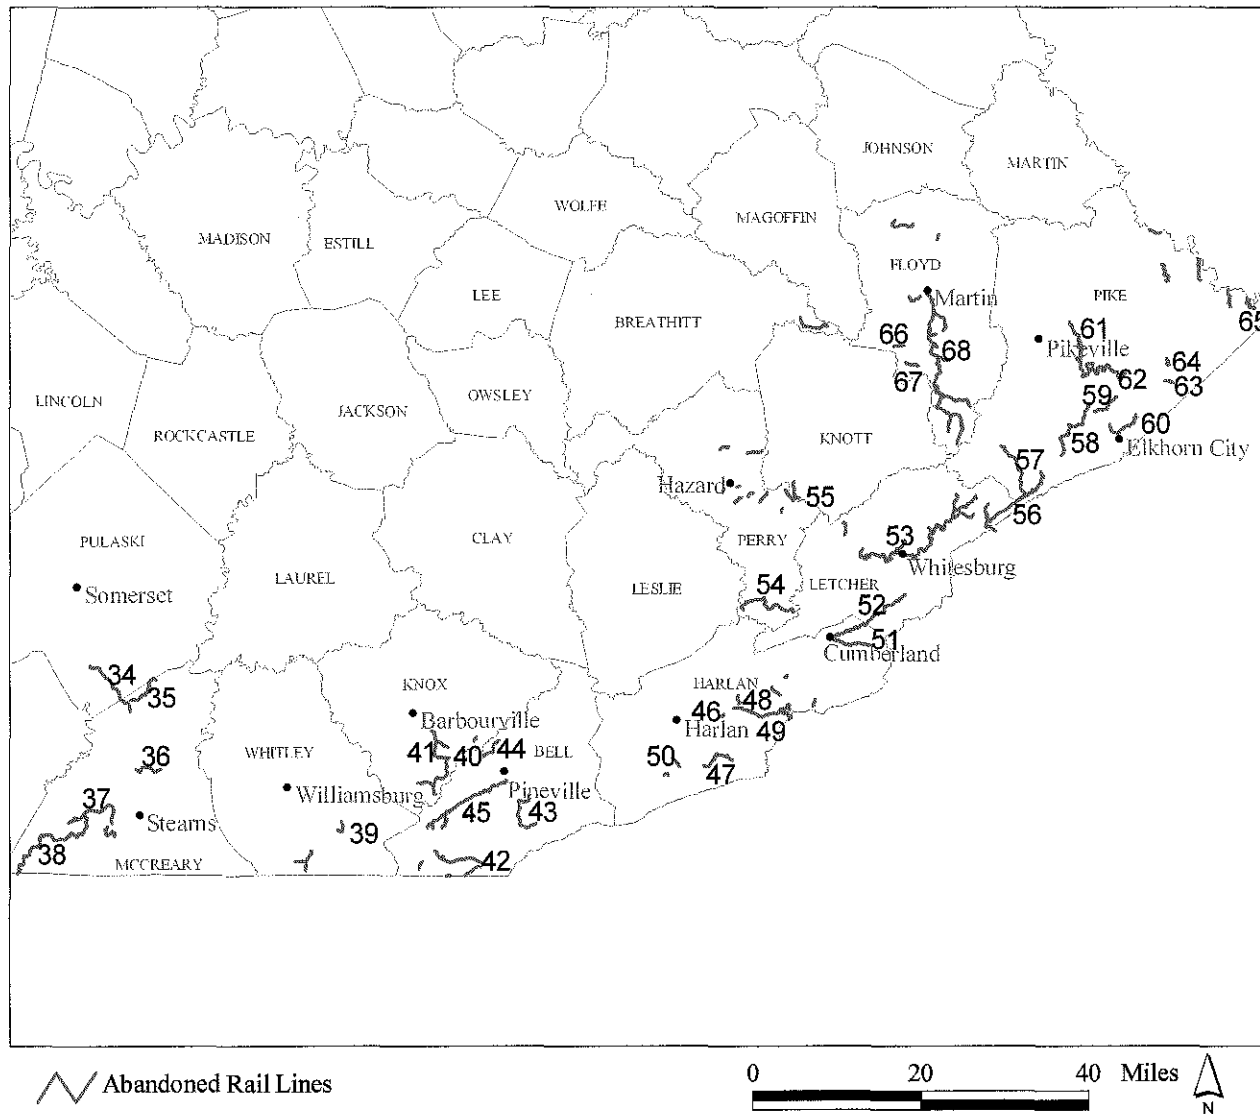 JOHNSON
MARTIN
WOLFE
MAGOFFIN
MADISON
ESTILL
FLOYD
LEE
Martin
PIKE
BREATHITT
65
61
66
68
Pikeville
64
67
62
63
LINCOLN
JACKSON
OWSLEY
59
ROCKCASTLE
KNOTT
60
58
Elkhorn City
57
Hazard
55
56
PULASKI
CLAY
PERRY
53
Whitesburg
LAUREL
LESLIE
54
LETCHER
Somerset
52
51
Cumberland
34
35
KNOX
HARLAN
48
46
Barbourville
Harlan
49
36
WHITLEY
41
40
44
BELL
50
47
37
Williamsburg
Pineville
45
43
Stearns
39
38
MCCREARY
42
Abandoned Rail Lines
0 20 40 Miles
N